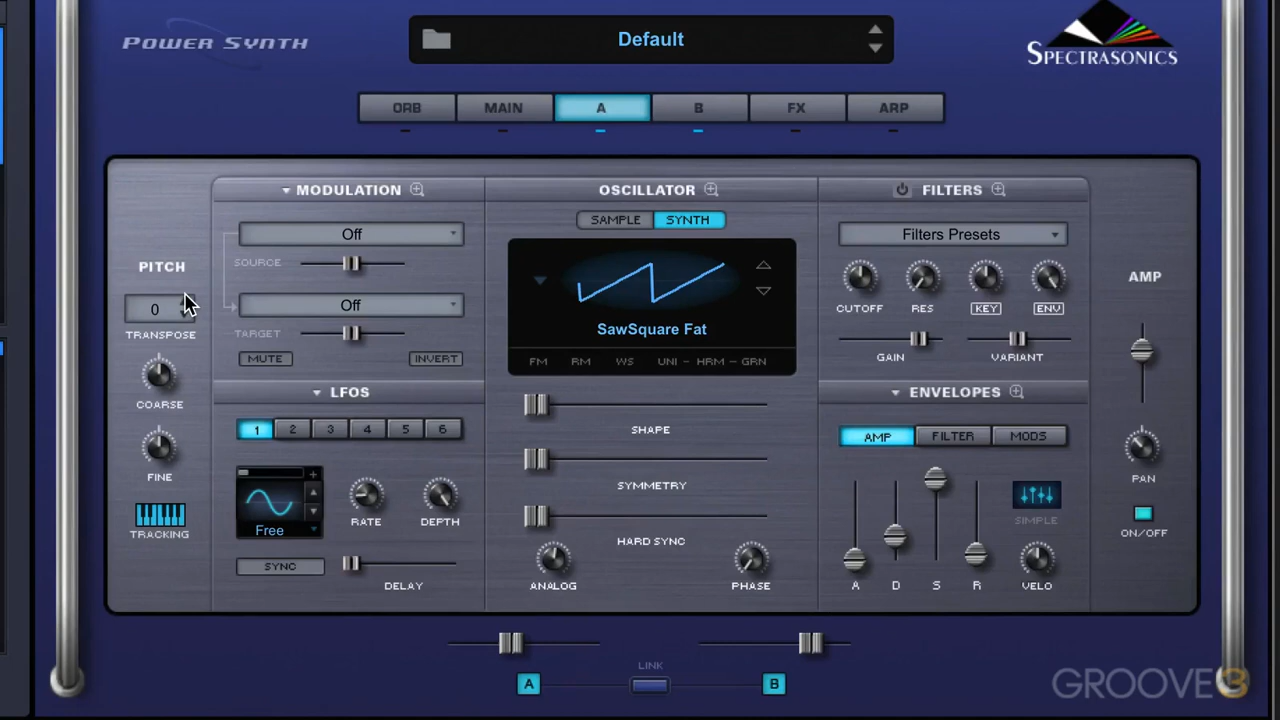 POWER SYNTH
Default
SPECTRASONICS
ORB MAIN A B FX ARP
MODULATION
OSCILLATOR
FILTERS
SAMPLE SYNTH
Off
Filters Presets
SOURCE
PITCH
AMP
0
Off
CUTOFF RES KEY ENV
TRANSPOSE
TARGET
SawSquare Fat
MUTE INVERT
FM RM WS UNI - HRM - GRN
GAIN VARIANT
COARSE
LFOS
ENVELOPES
1 2 3 4 5 6
SHAPE
AMP FILTER MODS
FINE
SYMMETRY
PAN
RATE DEPTH
SIMPLE
Free
TRACKING
HARD SYNC
ON/OFF
SYNC
DELAY
ANALOG PHASE
A D S R VELO
LINK
A B
GROOVE3